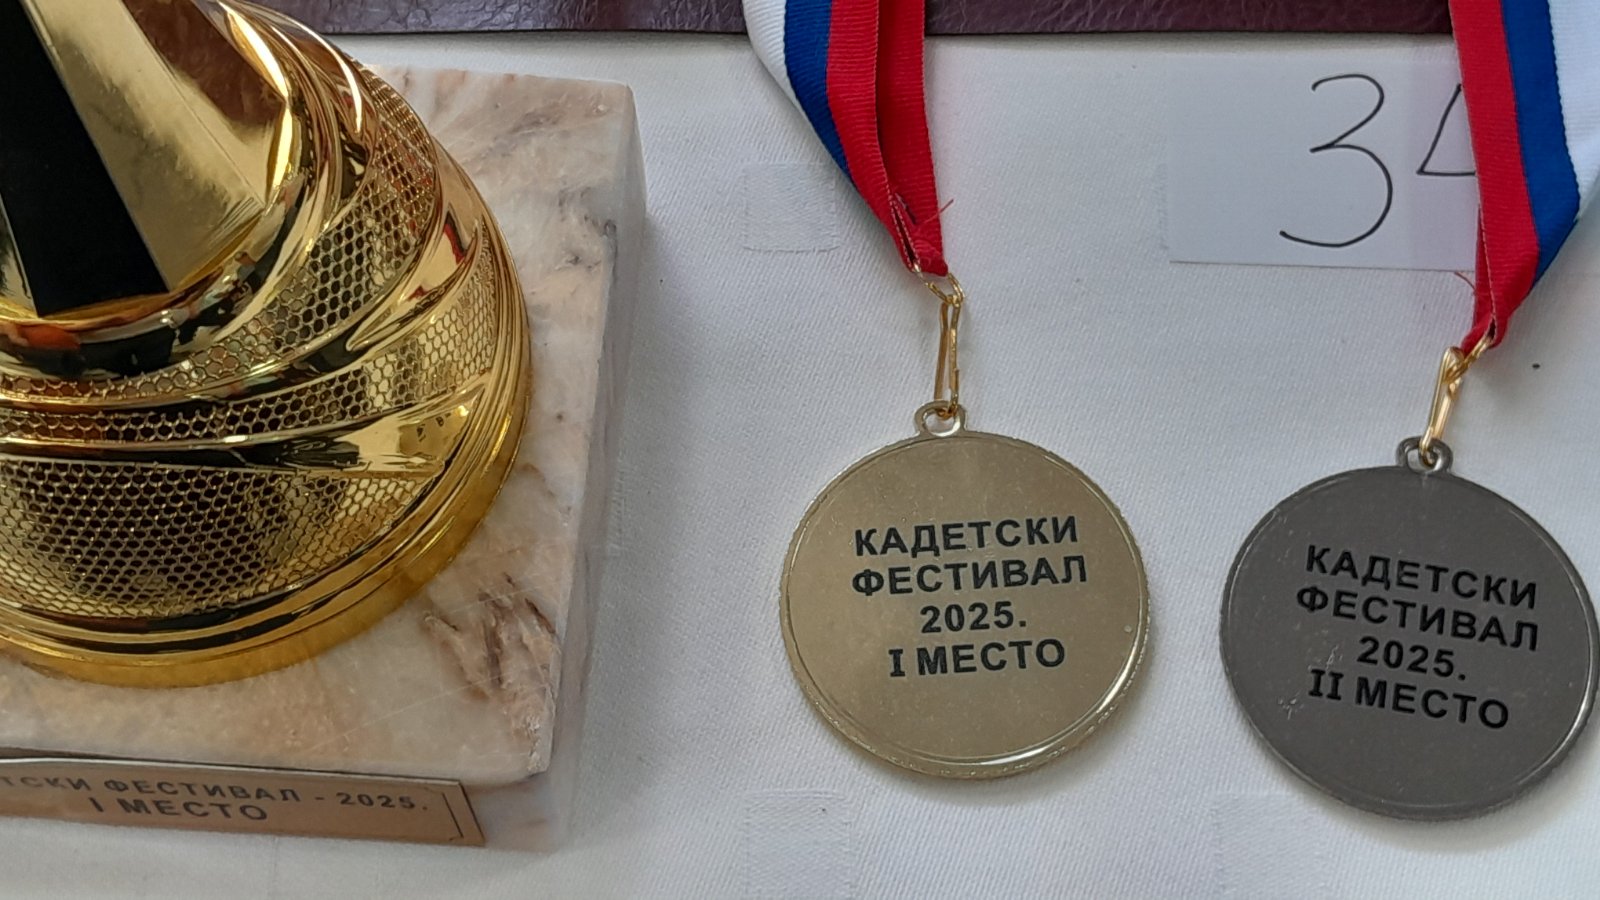 ТСКИ ФЕСТИВАЛ - 2025.
I МЕСТО
КАДЕТСКИ
ФЕСТИВАЛ
2025.
I МЕСТО
КАДЕТСКИ
ФЕСТИВАЛ
2025.
II МЕСТО
34